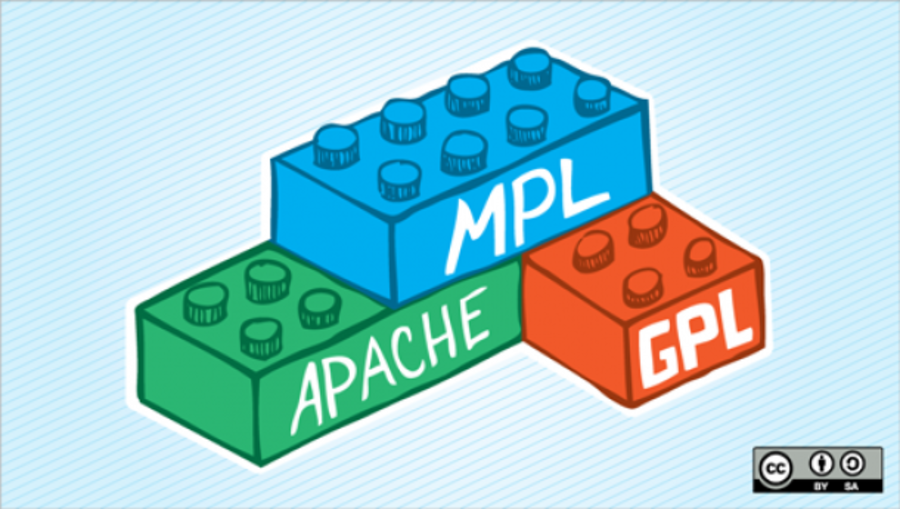 MPL
APACHE
GPL
cc
BY SA